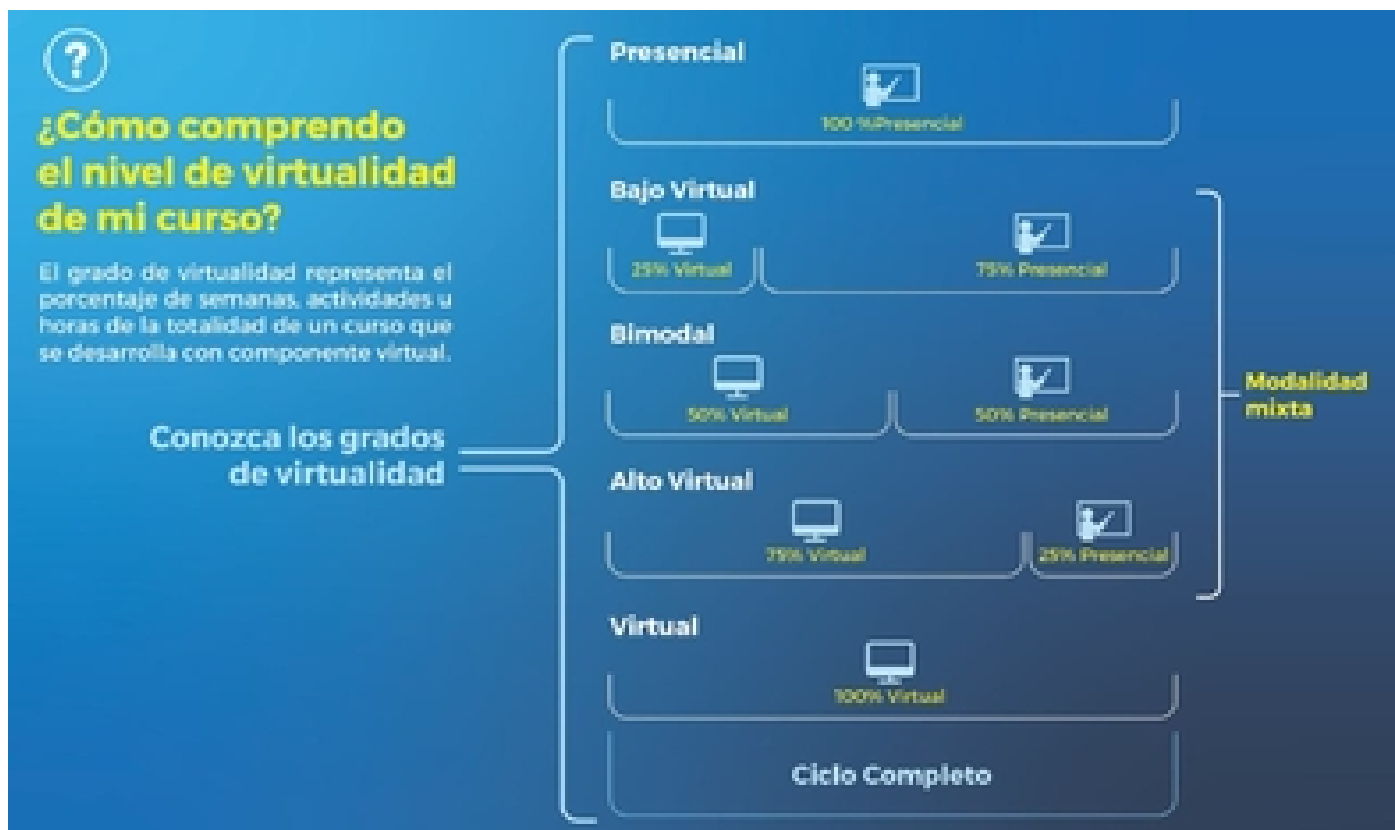 ?
¿Cómo comprendo
el nivel de virtualidad
de mi curso?
El grado de virtualidad representa el
porcentaje de semanas, actividades u
horas de la totalidad de un curso que
se desarrolla con componente virtual.
Conozca los grados
de virtualidad
Presencial
100 %Presencial
Bajo Virtual
25% Virtual
75% Presencial
Bimodal
50% Virtual
50% Presencial
Alto Virtual
75% Virtual
25% Presencial
Virtual
100% Virtual
Ciclo Completo
Modalidad
mixta